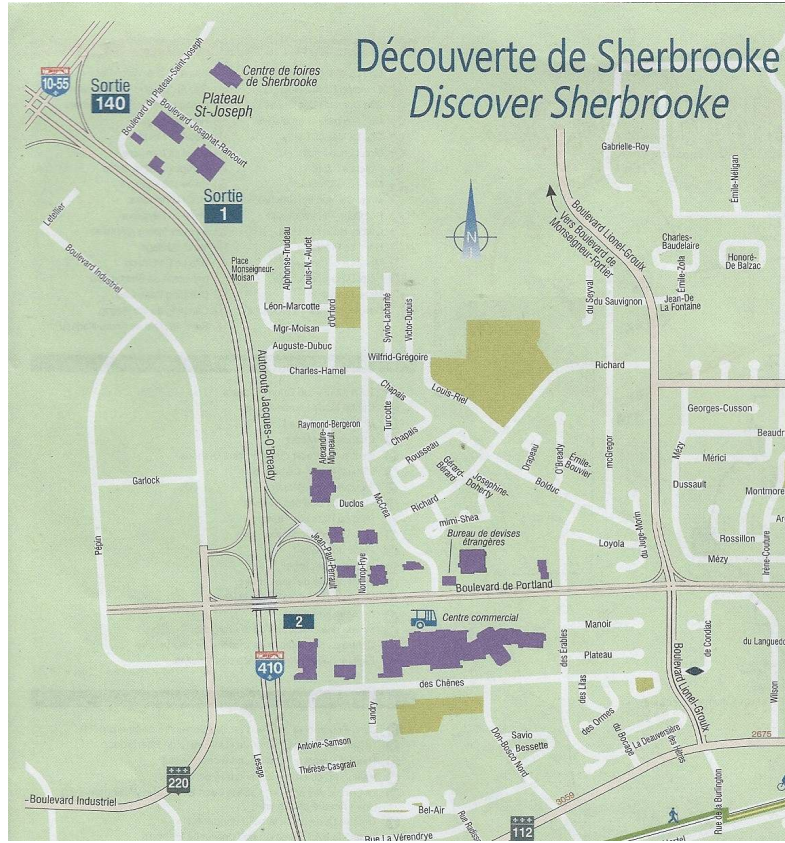 Découverte de Sherbrooke
Discover Sherbrooke
10-55
Sortie
140
Boulevard du Plateau-Saint-Joseph
Centre de foires
de Sherbrooke
Plateau
St-Joseph
Boulevard Josaphat-Rancourt
Sortie
1
Gabrielle-Roy
Émile-Néligan
Letellier
Boulevard Industriel
Place
Monseigneur-
Moisan
Alphonse-Trudeau
Louis-N.-Audet
N
Boulevard Lionel-Groulx
Vers Boulevard de
Monseigneur-Fortier
Charles-
Baudelaire
Émile-Zola
Honoré-
De Balzac
Jean-De
La Fontaine
du Seyval
du Sauvignon
Léon-Marcotte
d'Orford
Mgr-Moisan
Auguste-Dubuc
Charles-Hamel
Sylvio-Lacharité
Victor-Dupuis
Wilfrid-Grégoire
Autoroute Jacques-O'Bready
Chapais
Louis-Riel
Richard
Turcotte
Chapais
Rousseau
Raymond-Bergeron
Alexandre-
Migneault
Georges-Cusson
Mézy
Mérici
Dussault
Garlock
Pépin
Gérard-
Bérard
Josephine-
Doherty
Drapeau
O'Bready
Émile-
Bouvier
mcGregor
Bolduc
Duclos
McCrea
Richard
mimi-Shea
Bureau de devises
étrangères
Jean-Paul-Perrault
Northrop-Frye
du Juge-Morin
Loyola
Rossillon
Mézy
Irène-Couture
Boulevard de Portland
2
Centre commercial
410
des Érables
Manoir
Plateau
de Condiac
Boulevard Lionel-Groulx
Wilson
des Chênes
des Lilas
Landry
des Ormes
du Bocage
La Deauversière
des Hères
2675
Antoine-Samson
Thérèse-Casgrain
Lesage
Don-Bosco Nord
Savio
Bessette
220
Boulevard Industriel
Bel-Air
Rue La Vérendrye
3059
112
Rue de la Burlington